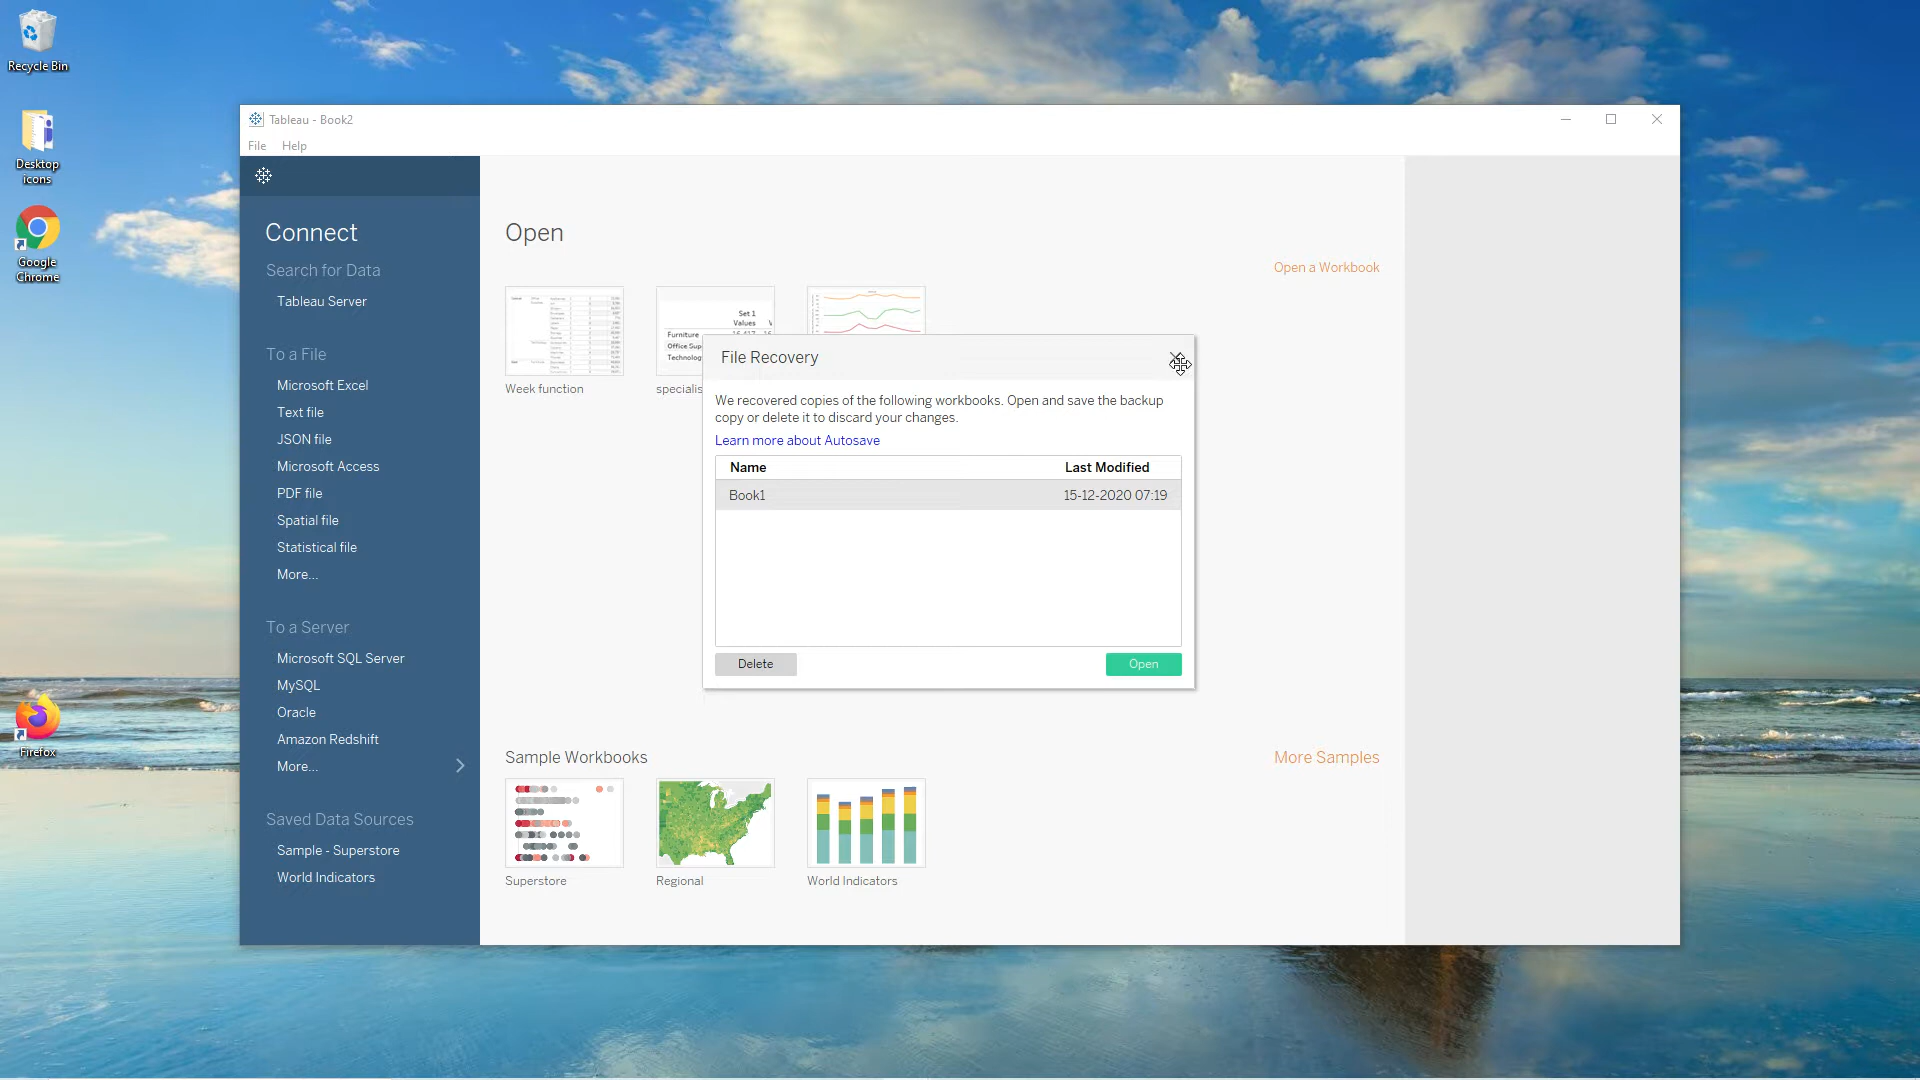 Recycle Bin
Desktop
icons
Google
Chrome
Firefox
Tableau - Book2
File Help
Connect
Search for Data
Tableau Server
To a File
Microsoft Excel
Text file
JSON file
Microsoft Access
PDF file
Spatial file
Statistical file
More...
To a Server
Microsoft SQL Server
MySQL
Oracle
Amazon Redshift
More...
Saved Data Sources
Sample - Superstore
World Indicators
Open
Open a Workbook
Week function
Set 1
Values
Furniture
Office Sup
Technolog
specialis
File Recovery
We recovered copies of the following workbooks. Open and save the backup
copy or delete it to discard your changes.
Learn more about Autosave
Name Last Modified
Book1 15-12-2020 07:19
Delete Open
Sample Workbooks More Samples
Superstore Regional World Indicators